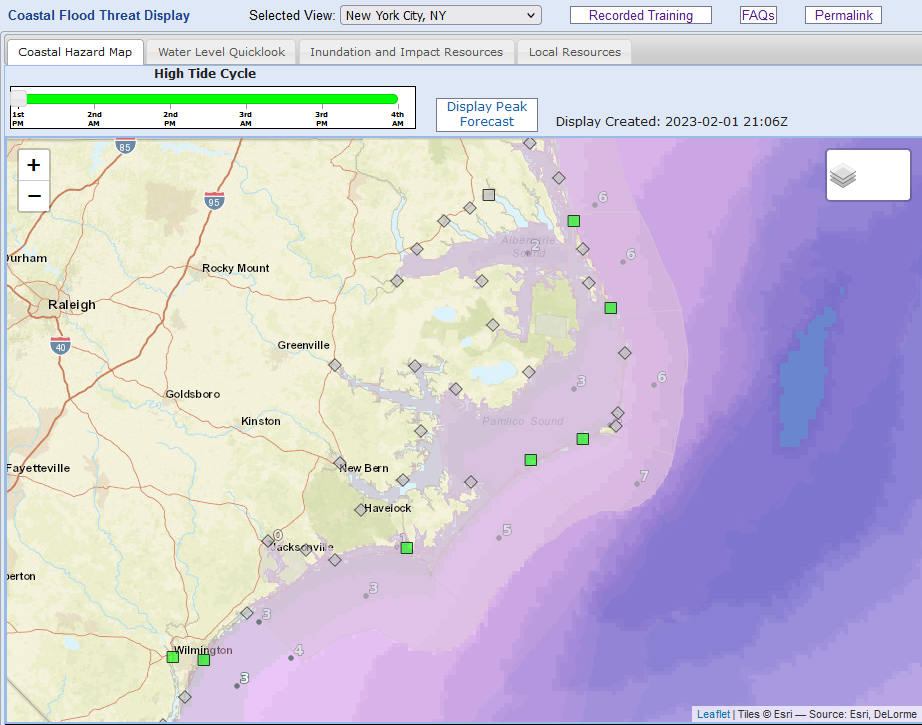 Coastal Flood Threat Display
Selected View: New York City, NY
Recorded Training
FAQs
Permalink
Coastal Hazard Map
Water Level Quicklook
Inundation and Impact Resources
Local Resources
High Tide Cycle
1st PM
2nd AM
2nd PM
3rd AM
3rd PM
4th AM
Display Peak
Forecast
Display Created: 2023-02-01 21:06Z
+
−
85
95
6
Albemarle
Sound
2
6
Durham
Rocky Mount
Raleigh
40
Greenville
6
3
Goldsboro
Kinston
Pamlico Sound
Fayetteville
New Bern
7
Havelock
5
0
Jacksonville
1
berton
3
3
Wilmington
4
3
Leaflet | Tiles © Esri — Source: Esri, DeLorme